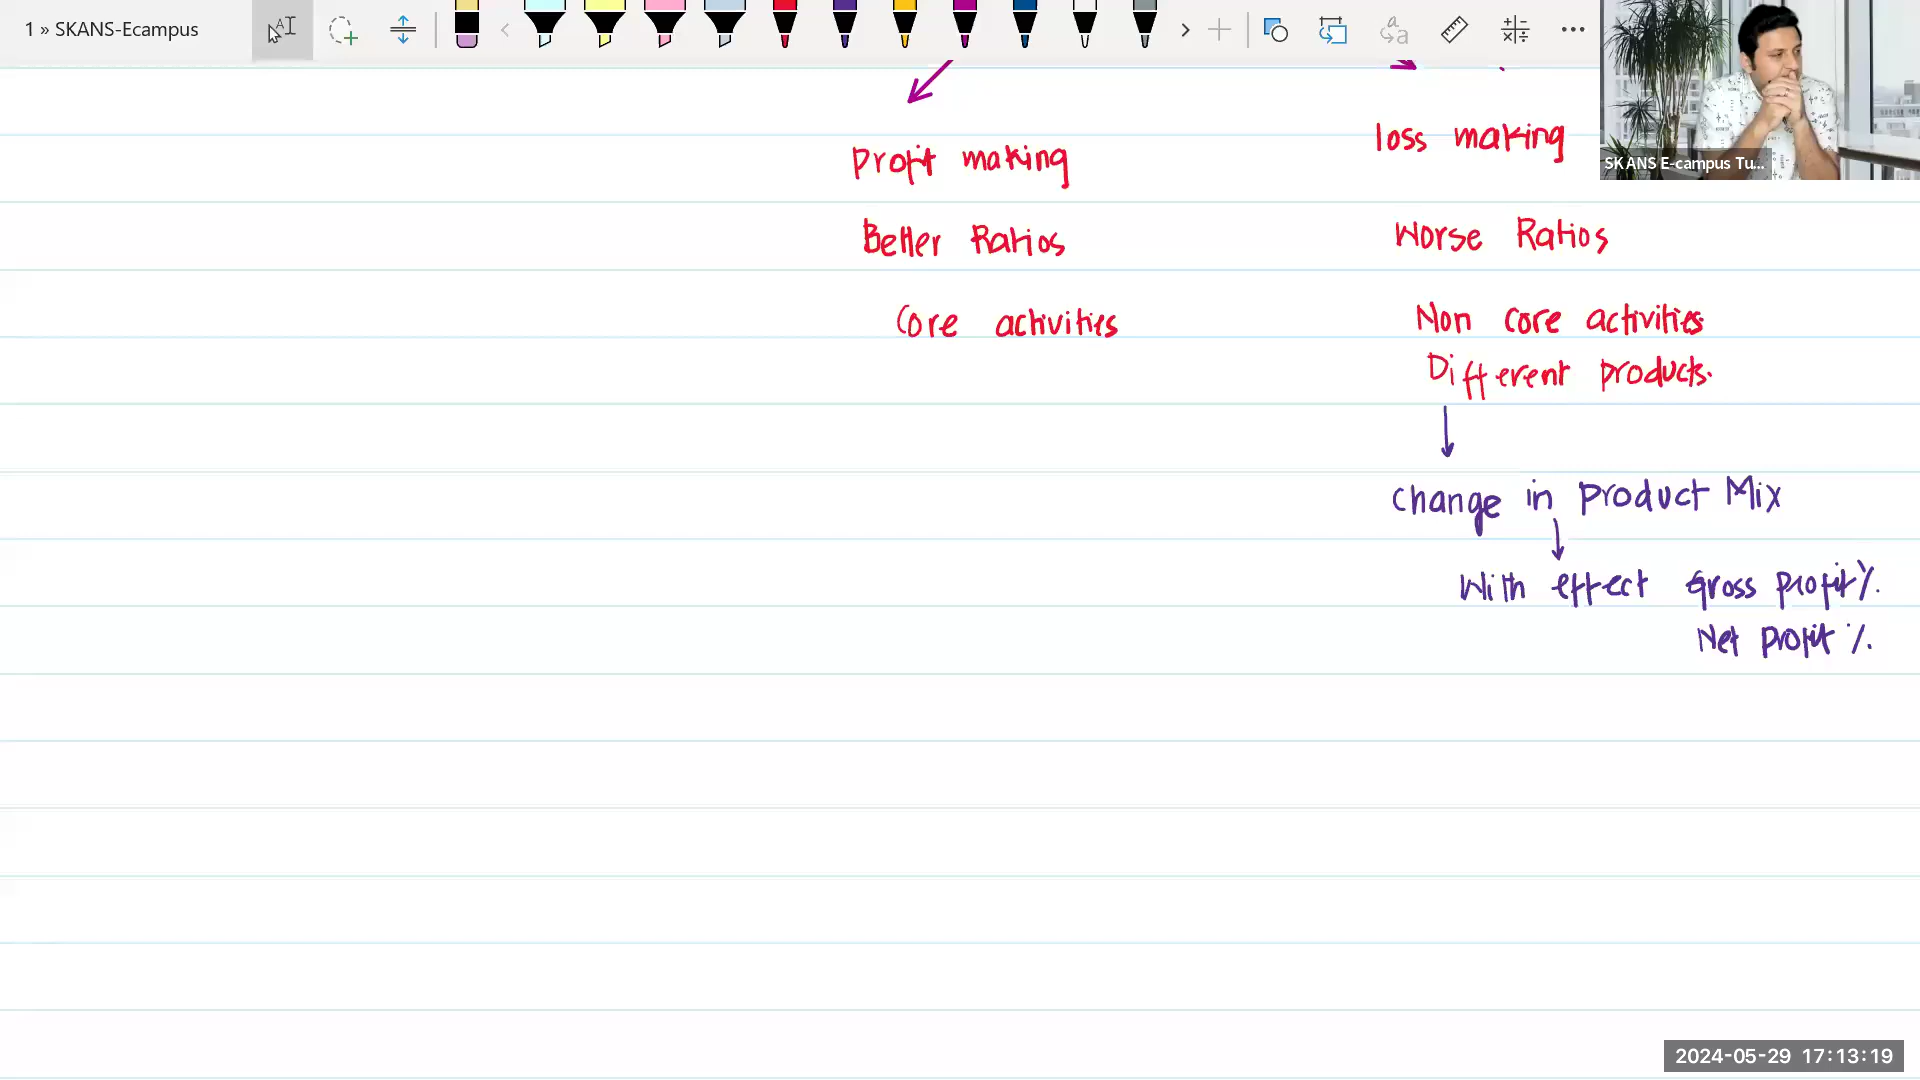 1 » SKANS-Ecampus
SKANS E-campus Tu...
Profit making
loss making
Better Ratios
Worse Ratios
Core activities
Non Core activities.
Different products.
Change in product Mix
With effect Gross profit%.
Net profit %.
2024-05-29 17:13:19